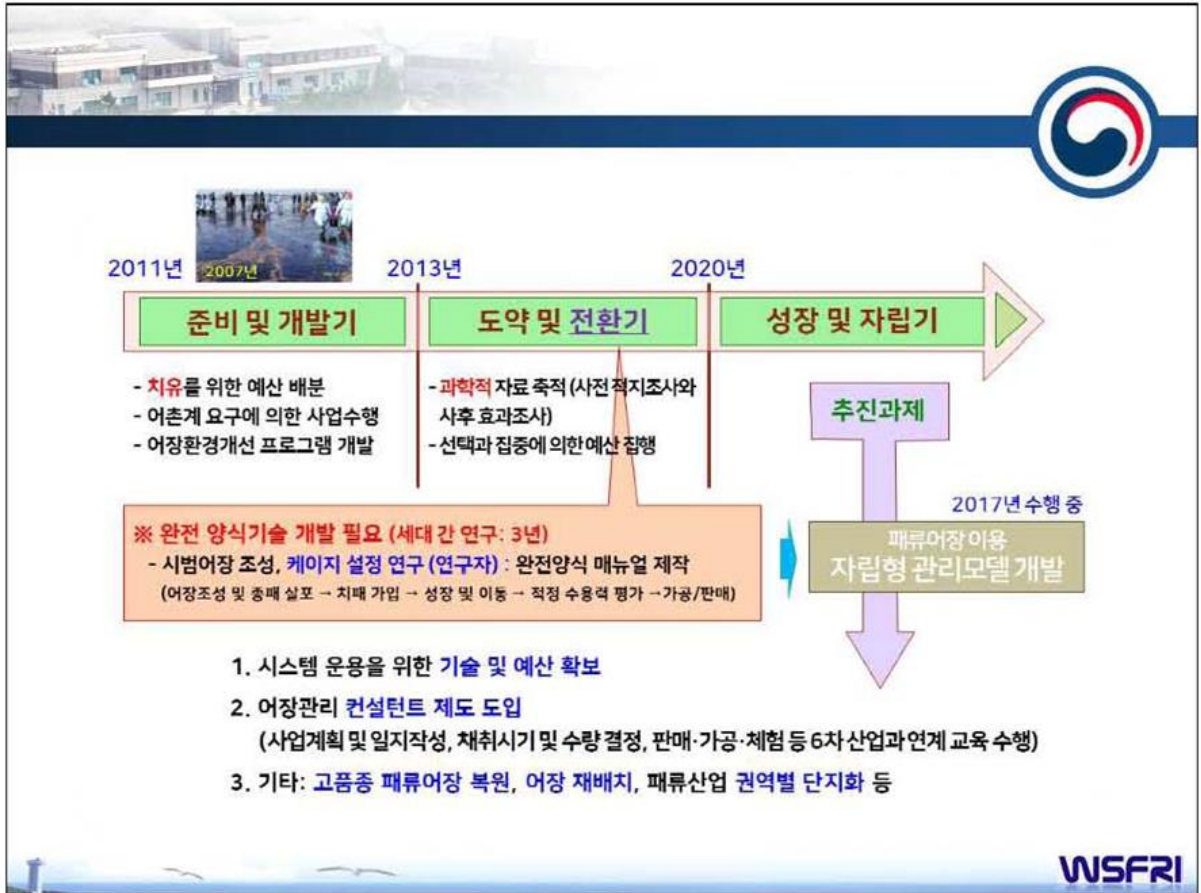 2011년
2007년
2013년
2020년
준비 및 개발기
도약 및 전환기
성장 및 자립기
- 치유를 위한 예산 배분
- 어촌계 요구에 의한 사업수행
- 어장환경개선 프로그램 개발
- 과학적 자료 축적 (사전 적지조사와
사후 효과조사)
- 선택과 집중에 의한 예산 집행
추진과제
※ 완전 양식기술 개발 필요 (세대 간 연구: 3년)
- 시범어장 조성, 케이지 설정 연구 (연구자) : 완전양식 매뉴얼 제작
(어장조성 및 종패 살포 → 치패 가입 → 성장 및 이동 → 적정 수용력 평가 →가공/판매)
2017년 수행 중
패류어장 이용
자립형 관리모델 개발
1. 시스템 운용을 위한 기술 및 예산 확보
2. 어장관리 컨설턴트 제도 도입
(사업계획 및 일지작성, 채취시기 및 수량 결정, 판매·가공·체험 등 6차 산업과 연계 교육 수행)
3. 기타: 고품종 패류어장 복원, 어장 재배치, 패류산업 권역별 단지화 등
WSFRI